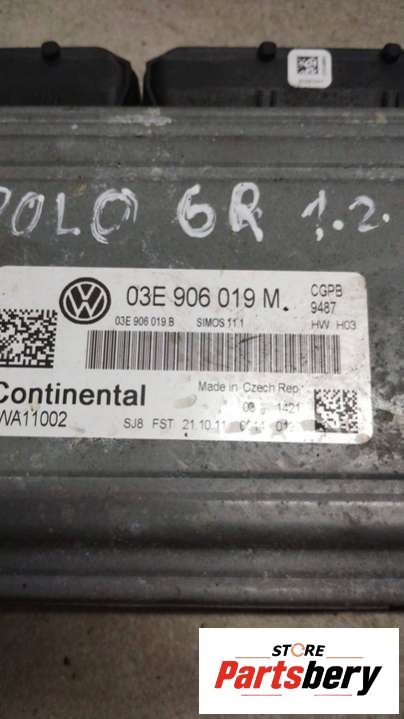 POLO 6R 1.2.
03E 906 019 M. CGPB
9487
03E 906 019 B SIMOS 11.1 HW H03
Continental Made in Czech Rep.
1421
WA11002 SJ8 FST 21.10.11
STORE
Partsbery